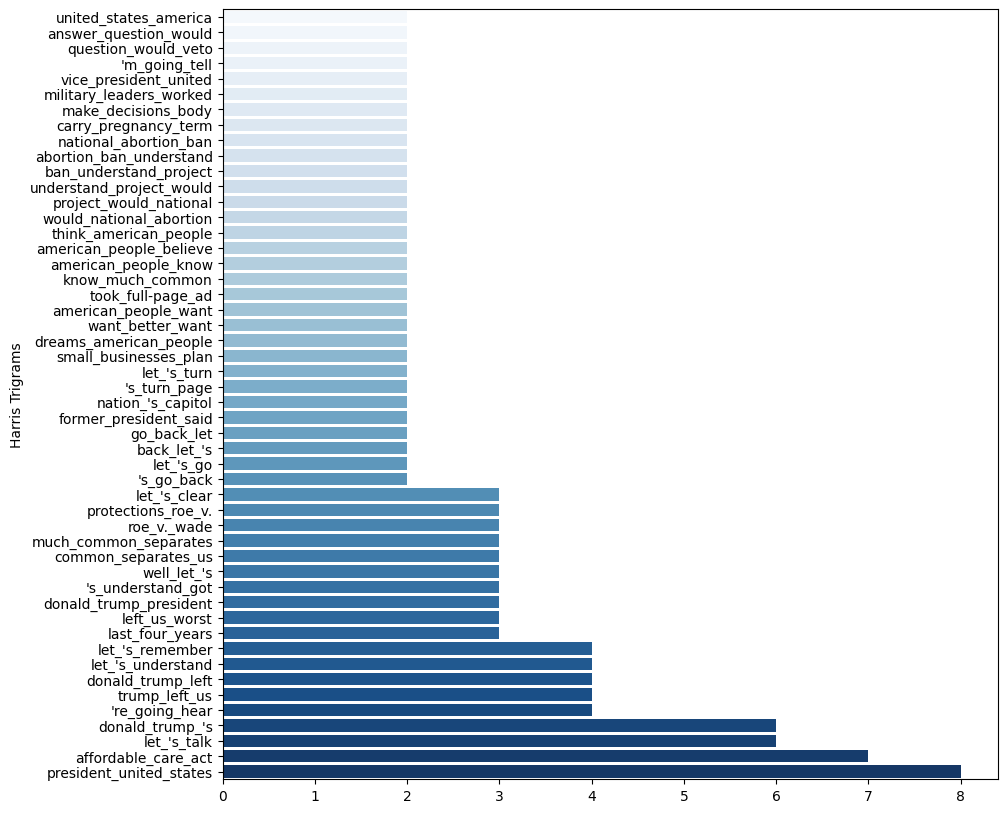 united_states_america
answer_question_would
question_would_veto
'm_going_tell
vice_president_united
military_leaders_worked
make_decisions_body
carry_pregnancy_term
national_abortion_ban
abortion_ban_understand
ban_understand_project
understand_project_would
project_would_national
would_national_abortion
think_american_people
american_people_believe
american_people_know
know_much_common
took_full-page_ad
american_people_want
want_better_want
dreams_american_people
small_businesses_plan
let_'s_turn
's_turn_page
nation_'s_capitol
former_president_said
go_back_let
back_let_'s
let_'s_go
's_go_back
let_'s_clear
protections_roe_v.
roe_v._wade
much_common_separates
common_separates_us
well_let_'s
's_understand_got
donald_trump_president
left_us_worst
last_four_years
let_'s_remember
let_'s_understand
donald_trump_left
trump_left_us
're_going_hear
donald_trump_'s
let_'s_talk
affordable_care_act
president_united_states
Harris Trigrams
0 1 2 3 4 5 6 7 8